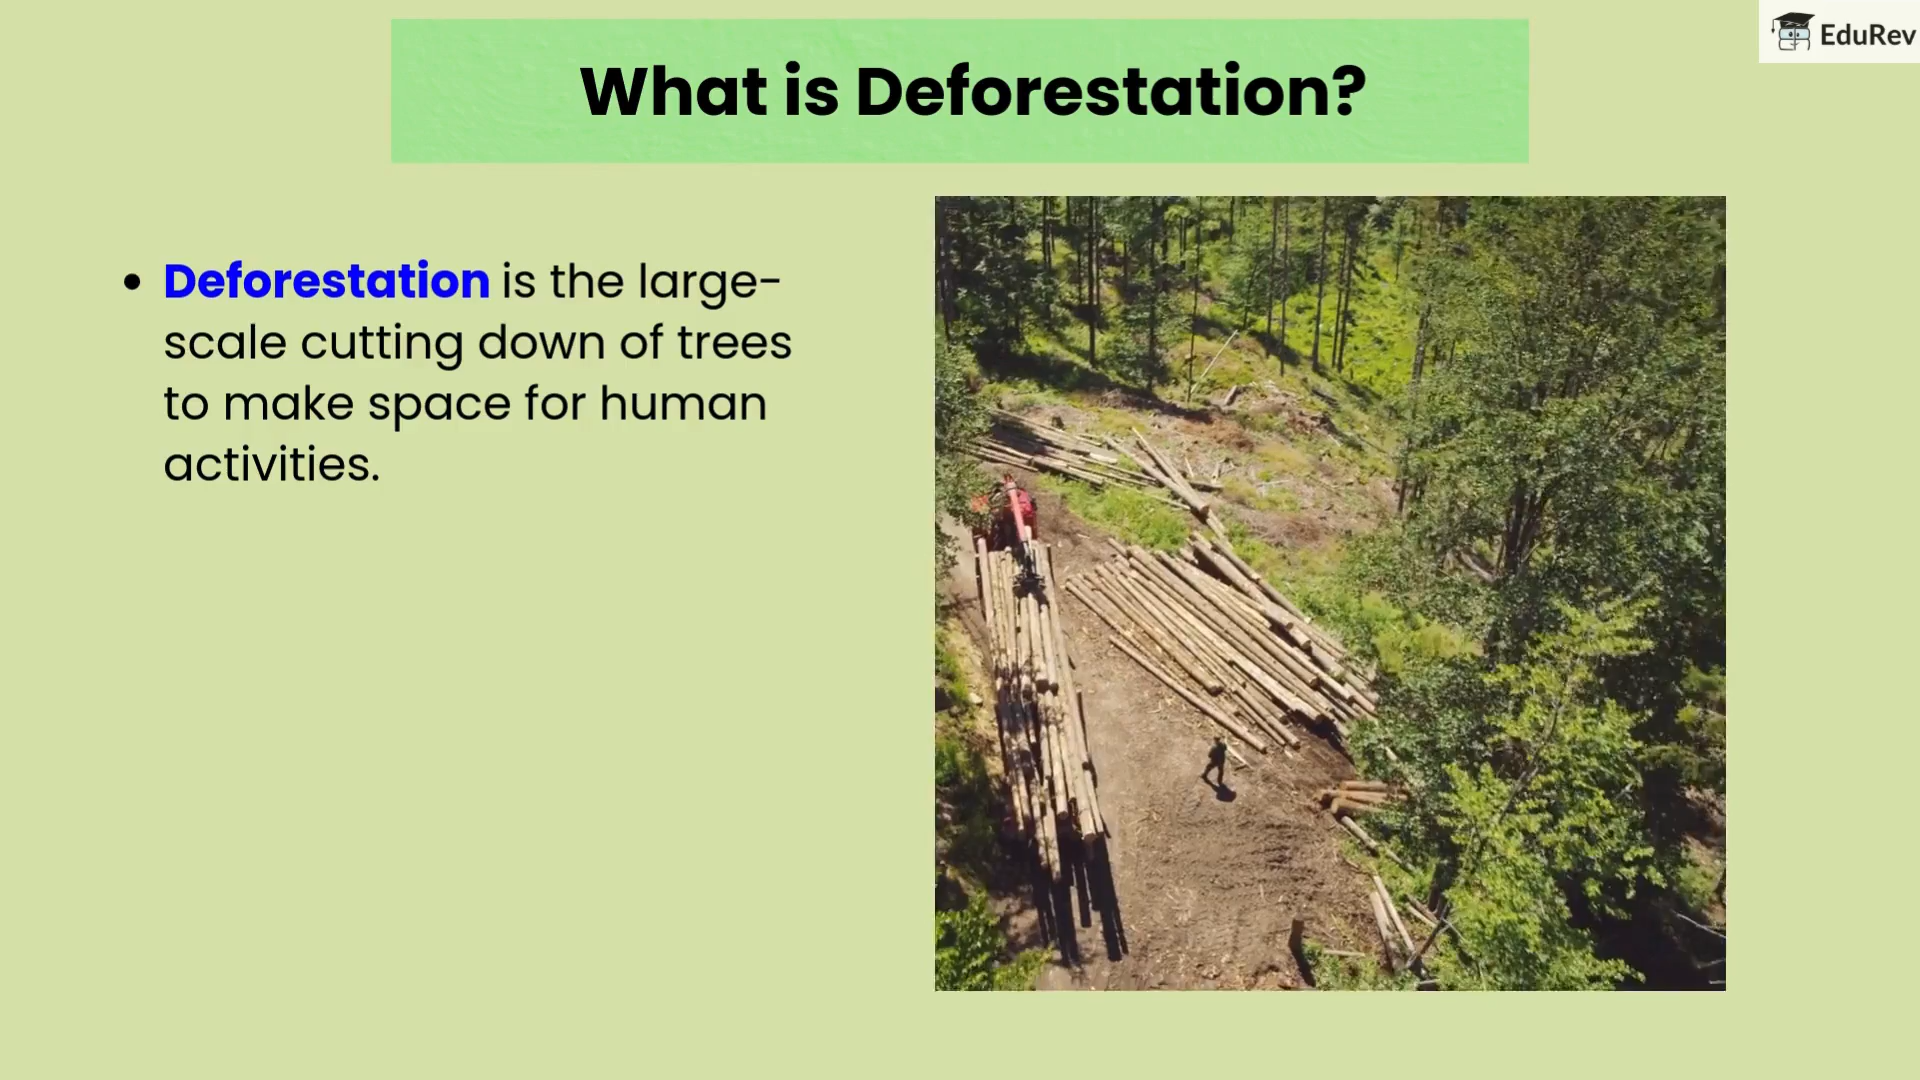 EduRev
What is Deforestation?
• Deforestation is the large-
scale cutting down of trees
to make space for human
activities.